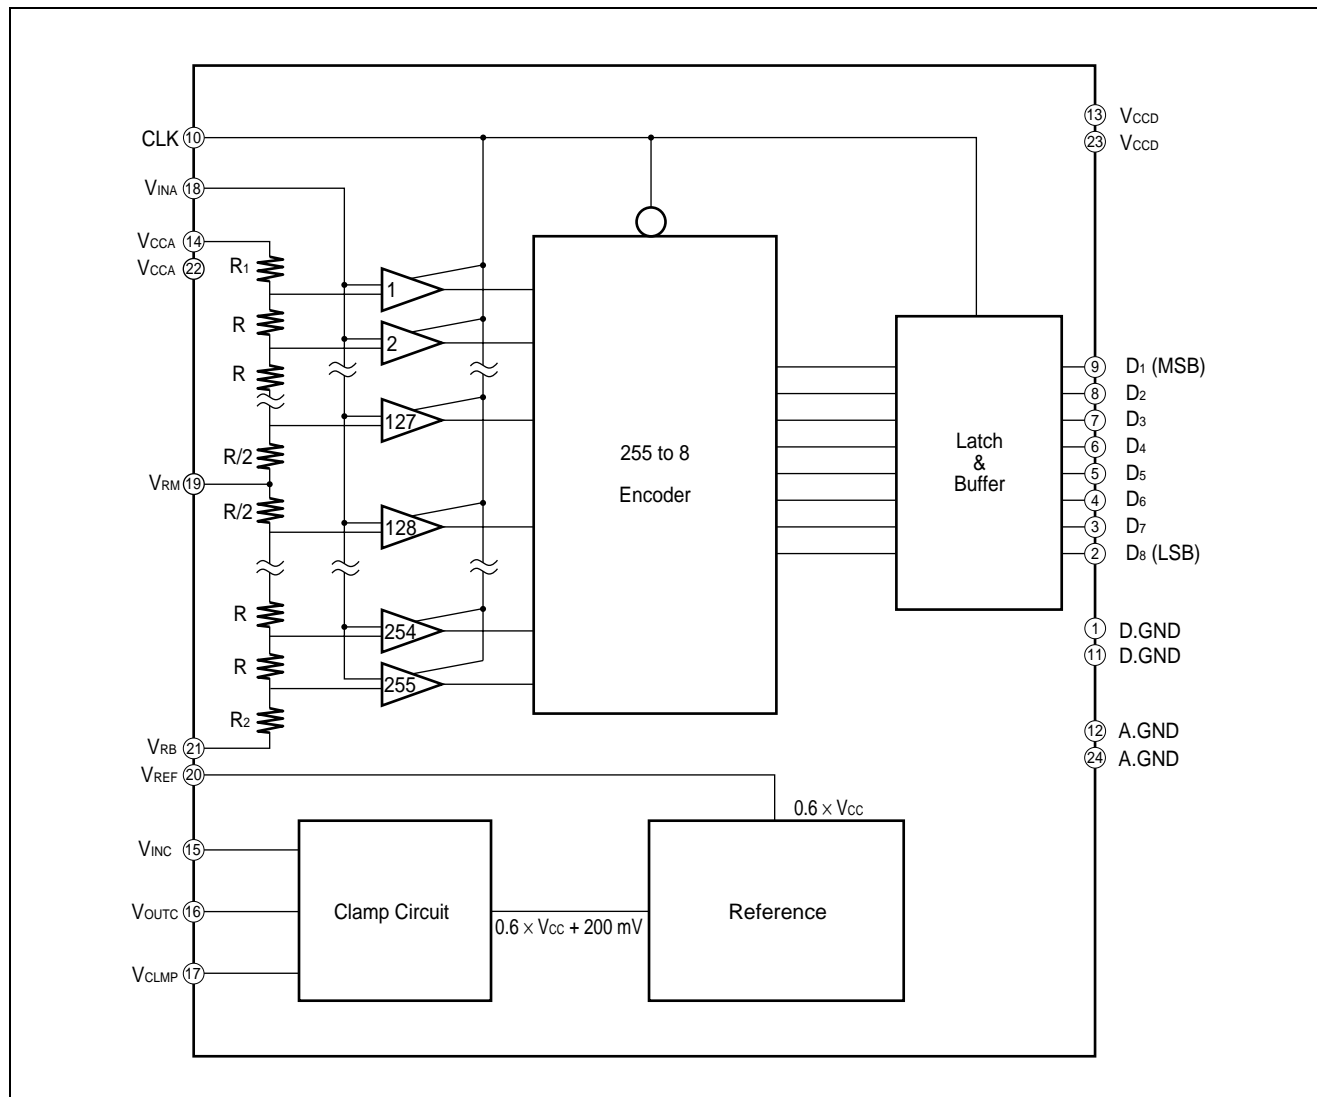 CLK 10
VINA 18
VCCA 14
VCCA 22
R1
R
R
R/2
VRM 19
R/2
R
R
R2
VRB 21
VREF 20
VINC 15
VOUTC 16
VCLMP 17
1
2
127
128
254
255
255 to 8
Encoder
Latch
&
Buffer
13 VCCD
23 VCCD
9 D1 (MSB)
8 D2
7 D3
6 D4
5 D5
4 D6
3 D7
2 D8 (LSB)
1 D.GND
11 D.GND
12 A.GND
24 A.GND
Clamp Circuit
0.6 × VCC + 200 mV
0.6 × VCC
Reference